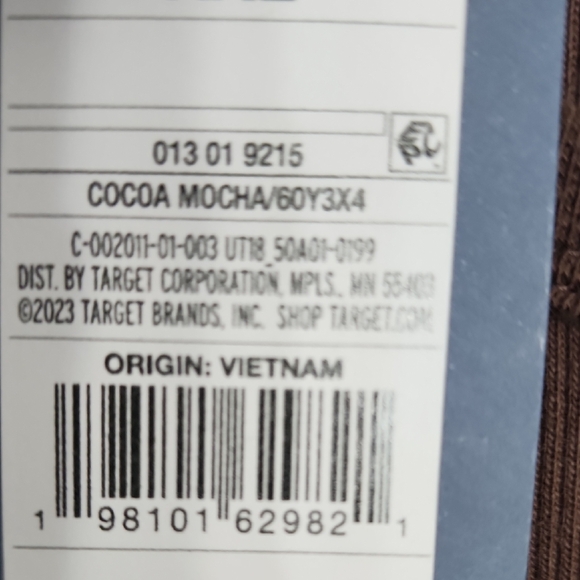 013 01 9215
COCOA MOCHA/60Y3X4
C-002011-01-003 UT18_50A01-0199
DIST. BY TARGET CORPORATION, MPLS., MN 55403
©2023 TARGET BRANDS, INC. SHOP TARGET.COM
ORIGIN: VIETNAM
1 98101 62982 1